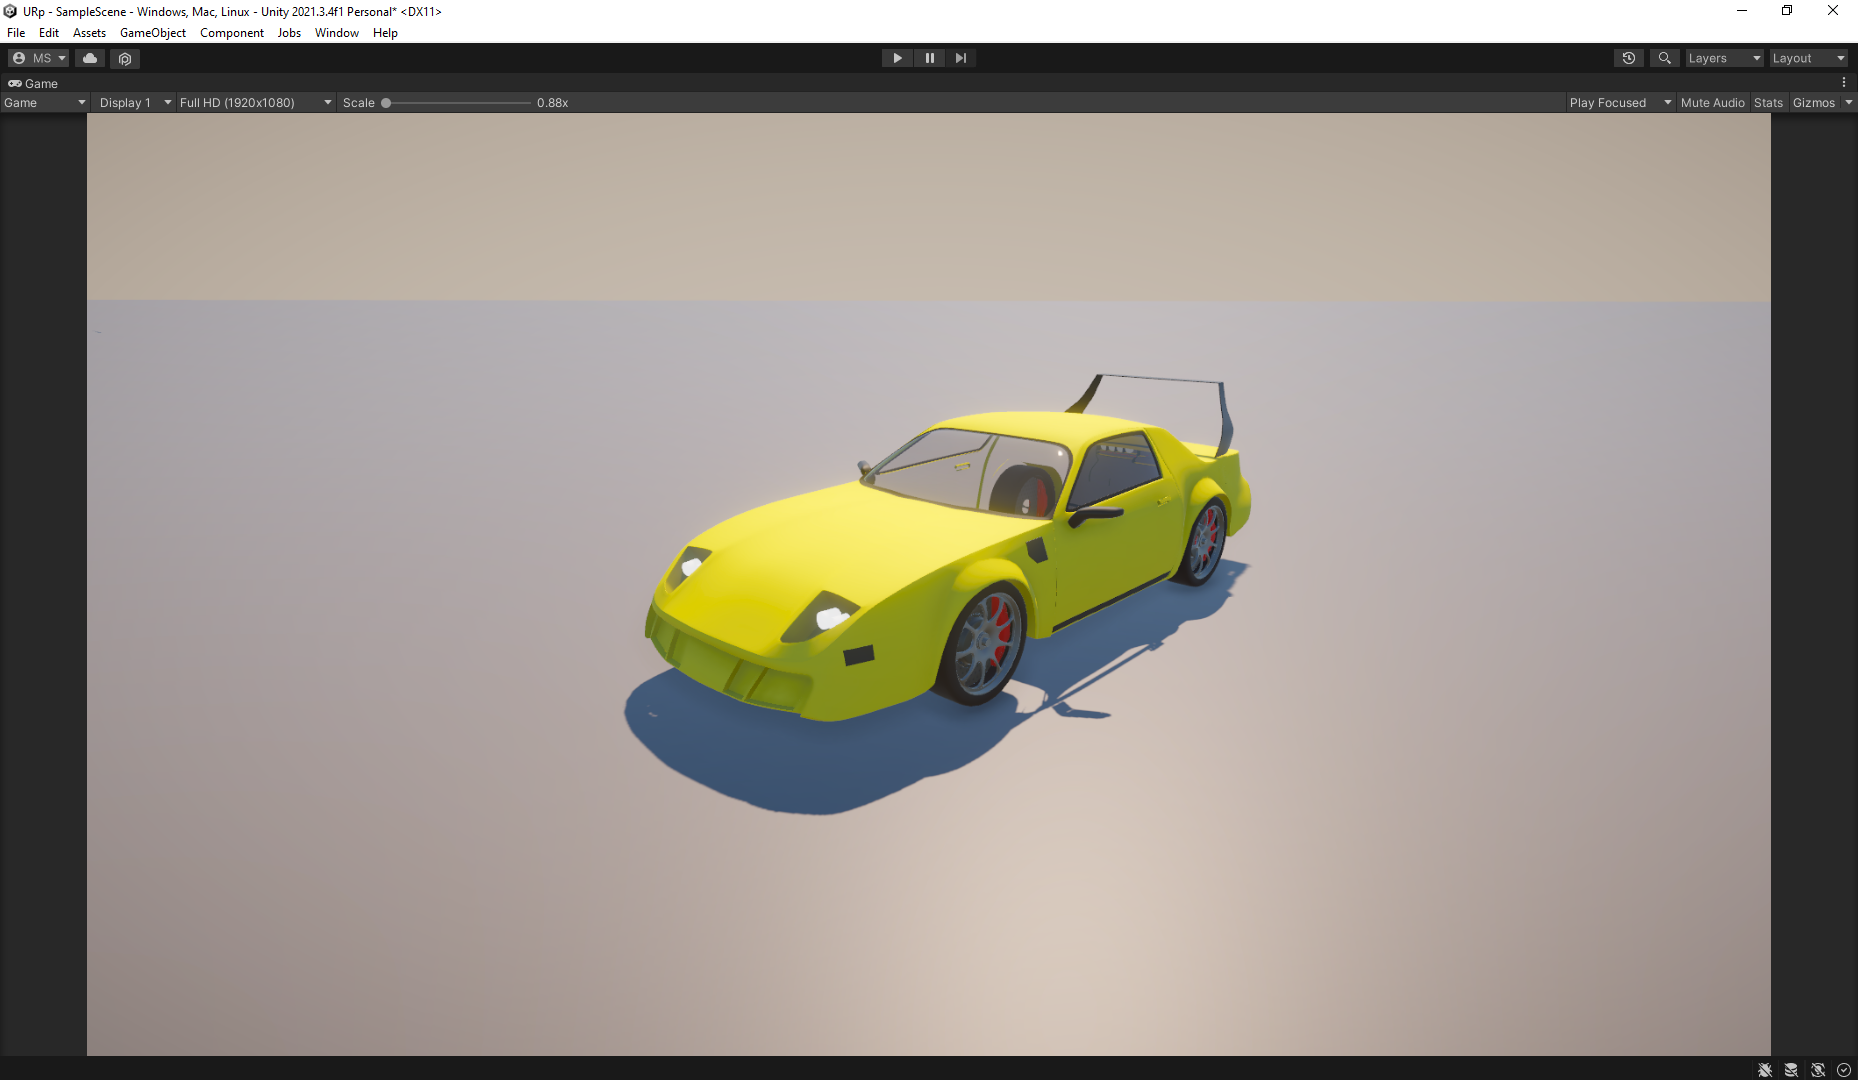 URp - SampleScene - Windows, Mac, Linux - Unity 2021.3.4f1 Personal* <DX11>
File Edit Assets GameObject Component Jobs Window Help
MS Layers Layout
Game
Game Display 1 Full HD (1920x1080) Scale 0.88x Play Focused Mute Audio Stats Gizmos